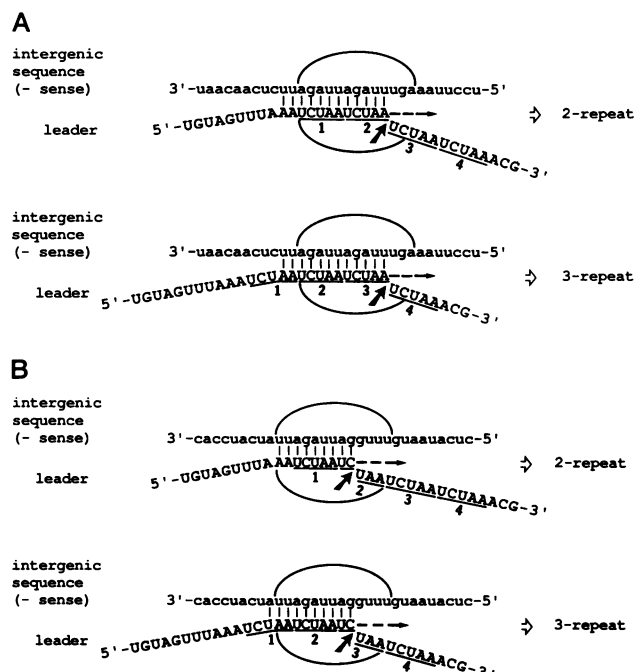 A
intergenic
sequence
(- sense)
3'-uaacaacucuuagauuagauuugaaauuccu-5'
leader
5'-UGUAGUUUAAAUCUAAUCUAA
UCUAAUCUAAACG-3'
1 2 3 4
2-repeat
intergenic
sequence
(- sense)
3'-uaacaacucuuagauuagauuugaaauuccu-5'
leader
5'-UGUAGUUUAAAUCUAAUCUAAUCUAA
UCUAAACG-3'
1 2 3 4
3-repeat
B
intergenic
sequence
(- sense)
3'-caccuacuauuagauuagguuuguaauacuc-5'
leader
5'-UGUAGUUUAAAUCUAAUC
UAAUCUAAUCUAAACG-3'
1 2 3 4
2-repeat
intergenic
sequence
(- sense)
3'-caccuacuauuagauuagguuuguaauacuc-5'
leader
5'-UGUAGUUUAAAUCUAAUCUAAUC
UAAUCUAAACG-3'
1 2 3 4
3-repeat